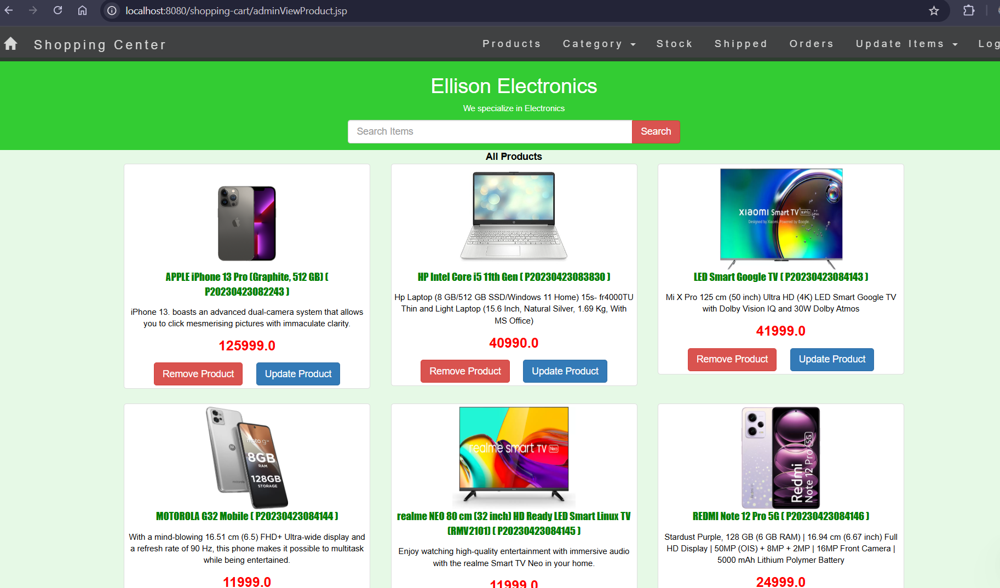 localhost:8080/shopping-cart/adminViewProduct.jsp
Shopping Center Products Category Stock Shipped Orders Update Items Log
Ellison Electronics
We specialize in Electronics
Search Items Search
All Products
XIAOMI Smart TV X Pro
Designed by Xiaomi. Powered by Google.
APPLE iPhone 13 Pro (Graphite, 512 GB) (
P20230423082243 )
iPhone 13. boasts an advanced dual-camera system that allows
you to click mesmerising pictures with immaculate clarity.
125999.0
Remove Product Update Product
HP Intel Core i5 11th Gen ( P20230423083830 )
Hp Laptop (8 GB/512 GB SSD/Windows 11 Home) 15s- fr4000TU
Thin and Light Laptop (15.6 Inch, Natural Silver, 1.69 Kg, With
MS Office)
40990.0
Remove Product Update Product
LED Smart Google TV ( P20230423084143 )
Mi X Pro 125 cm (50 inch) Ultra HD (4K) LED Smart Google TV
with Dolby Vision IQ and 30W Dolby Atmos
41999.0
Remove Product Update Product
moto g32
8GB
RAM
128GB
STORAGE
motorola
MOTOROLA G32 Mobile ( P20230423084144 )
With a mind-blowing 16.51 cm (6.5) FHD+ Ultra-wide display and
a refresh rate of 90 Hz, this phone makes it possible to multitask
while being entertained.
11999.0
realme smart TV Neo
realme NEO 80 cm (32 inch) HD Ready LED Smart Linux TV
(RMV2101) ( P20230423084145 )
Enjoy watching high-quality entertainment with immersive audio
with the realme Smart TV Neo in your home.
11999.0
Redmi
Redmi
Note 12 Pro 5G
REDMI Note 12 Pro 5G ( P20230423084146 )
Stardust Purple, 128 GB (6 GB RAM) | 16.94 cm (6.67 inch) Full
HD Display | 50MP (OIS) + 8MP + 2MP | 16MP Front Camera |
5000 mAh Lithium Polymer Battery
24999.0